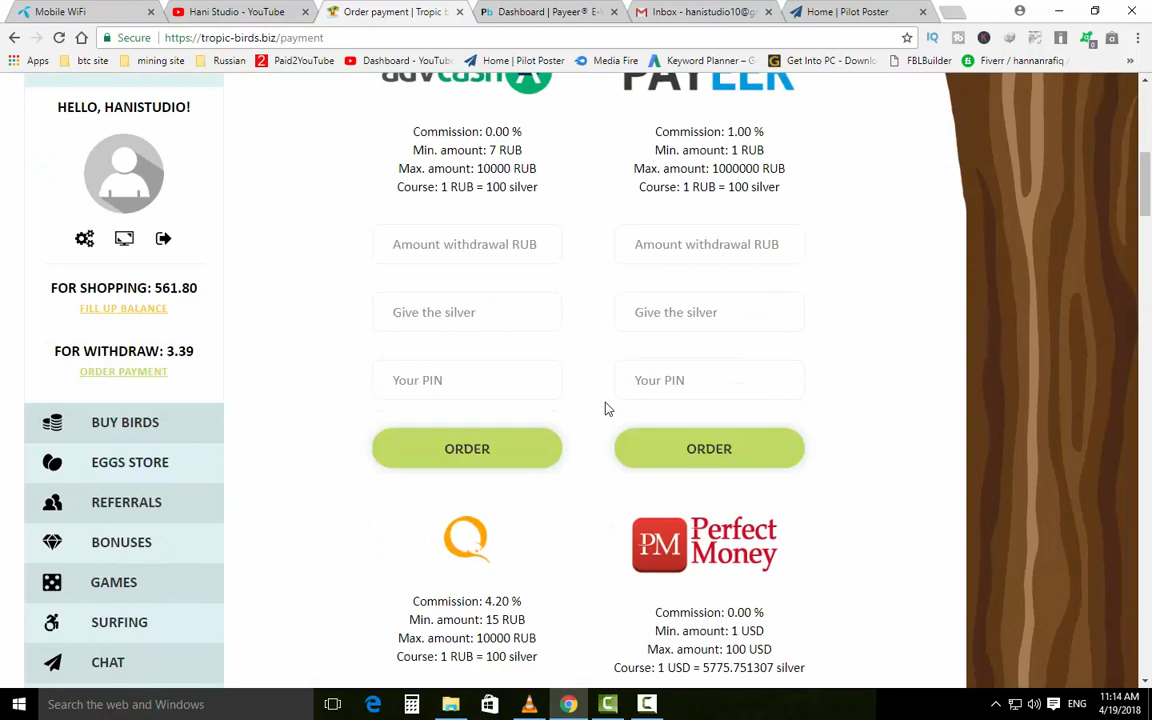 Mobile WiFi
Hani Studio - YouTube
Order payment | Tropic b
Dashboard | Payeer® E-
Inbox - hanistudio10@g
Home | Pilot Poster
Secure | https://tropic-birds.biz/payment
Apps
btc site
mining site
Russian
Paid2YouTube
Dashboard - YouTube
Home | Pilot Poster
Media Fire
Keyword Planner – G
Get Into PC - Downlo
FBLBuilder
Fiverr / hannanrafiq
HELLO, HANISTUDIO!
FOR SHOPPING: 561.80
FILL UP BALANCE
FOR WITHDRAW: 3.39
ORDER PAYMENT
BUY BIRDS
EGGS STORE
REFERRALS
BONUSES
GAMES
SURFING
CHAT
advcash
Commission: 0.00 %
Min. amount: 7 RUB
Max. amount: 10000 RUB
Course: 1 RUB = 100 silver
Amount withdrawal RUB
Give the silver
Your PIN
ORDER
PAYEER
Commission: 1.00 %
Min. amount: 1 RUB
Max. amount: 1000000 RUB
Course: 1 RUB = 100 silver
Amount withdrawal RUB
Give the silver
Your PIN
ORDER
Commission: 4.20 %
Min. amount: 15 RUB
Max. amount: 10000 RUB
Course: 1 RUB = 100 silver
PM Perfect Money
Commission: 0.00 %
Min. amount: 1 USD
Max. amount: 100 USD
Course: 1 USD = 5775.751307 silver
Search the web and Windows
ENG
11:14 AM
4/19/2018